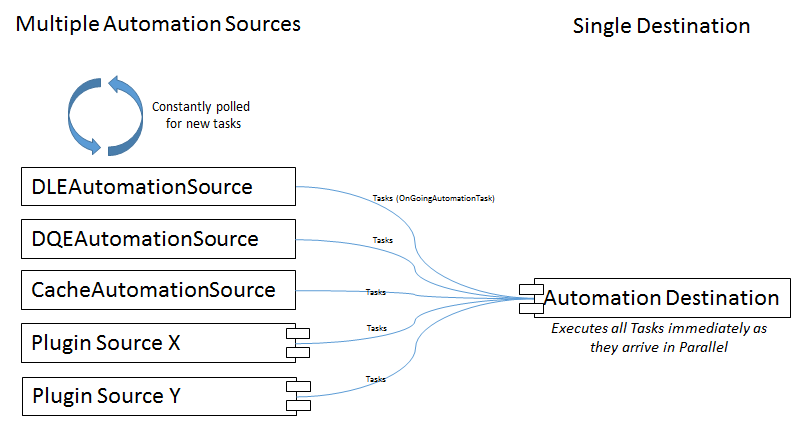 Multiple Automation Sources
Single Destination
Constantly polled
for new tasks
DLEAutomationSource
Tasks (OnGoingAutomationTask)
DQEAutomationSource
Tasks
CacheAutomationSource
Tasks
Automation Destination
Plugin Source X
Tasks
Executes all Tasks immediately as
they arrive in Parallel
Plugin Source Y
Tasks